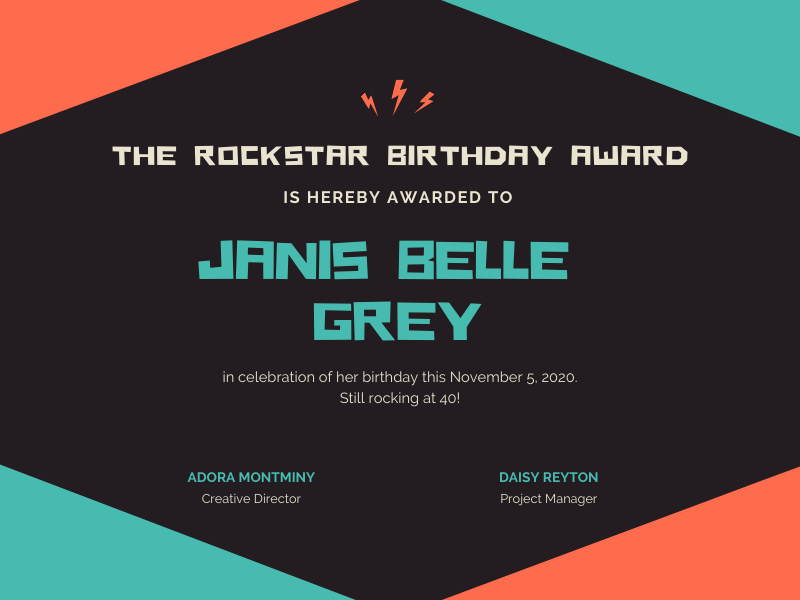 THE ROCKSTAR BIRTHDAY AWARD
IS HEREBY AWARDED TO
JANIS BELLE
GREY
in celebration of her birthday this November 5, 2020.
Still rocking at 40!
ADORA MONTMINY
Creative Director
DAISY REYTON
Project Manager